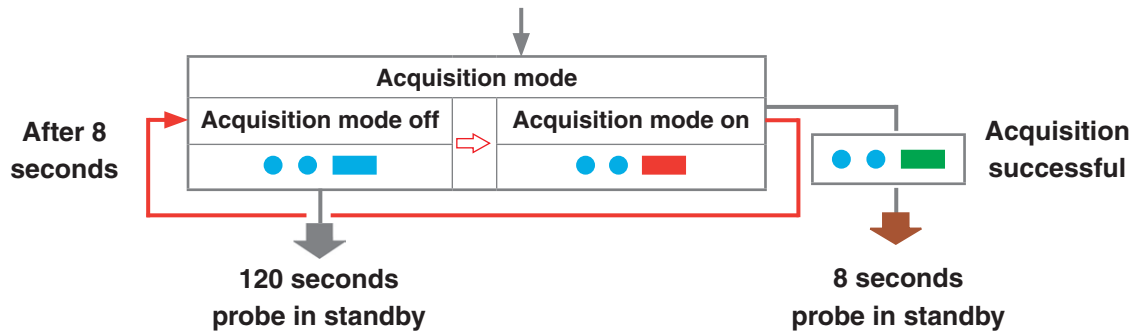 Acquisition mode
After 8
seconds
Acquisition mode off
Acquisition mode on
Acquisition
successful
120 seconds
probe in standby
8 seconds
probe in standby